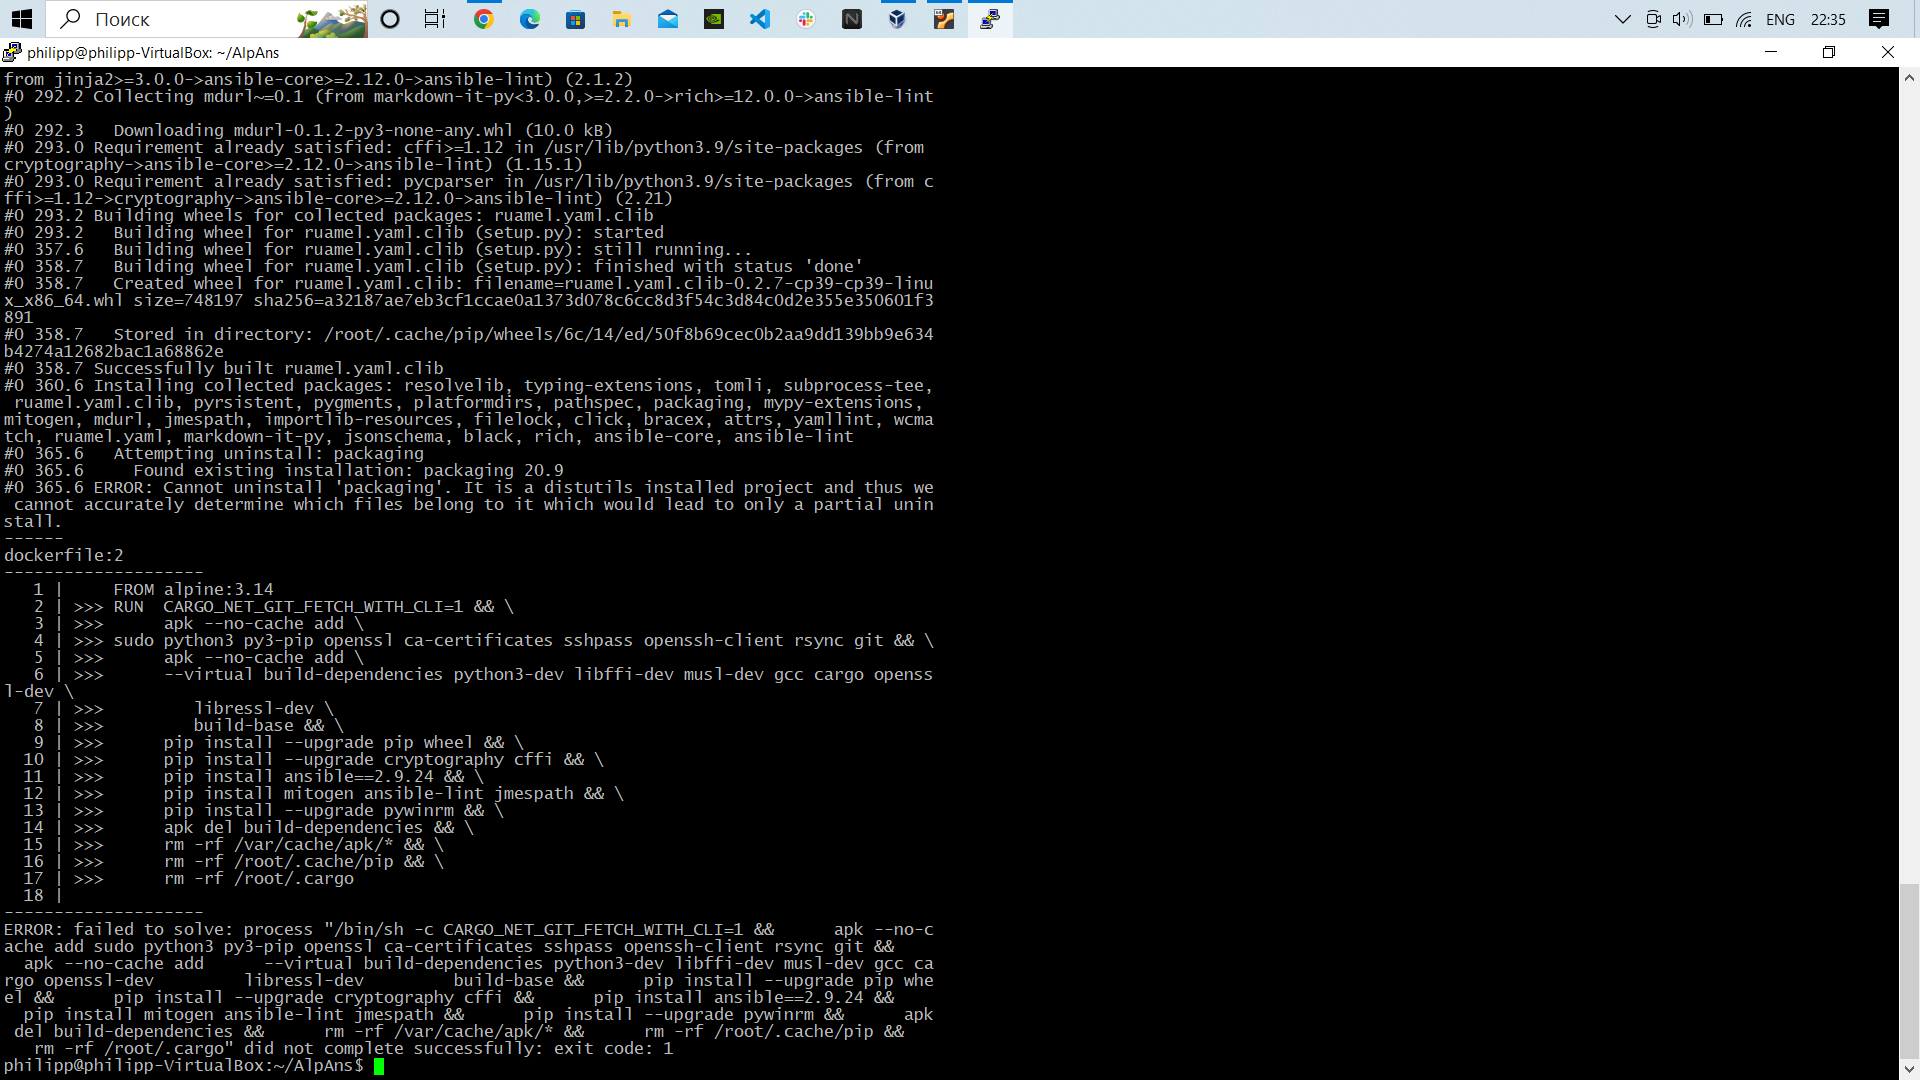 Поиск
ENG
22:35
philipp@philipp-VirtualBox: ~/AlpAns
from jinja2>=3.0.0->ansible-core>=2.12.0->ansible-lint) (2.1.2)
#0 292.2 Collecting mdurl~=0.1 (from markdown-it-py<3.0.0,>=2.2.0->rich>=12.0.0->ansible-lint
)
#0 292.3   Downloading mdurl-0.1.2-py3-none-any.whl (10.0 kB)
#0 293.0 Requirement already satisfied: cffi>=1.12 in /usr/lib/python3.9/site-packages (from
cryptography->ansible-core>=2.12.0->ansible-lint) (1.15.1)
#0 293.0 Requirement already satisfied: pycparser in /usr/lib/python3.9/site-packages (from c
ffi>=1.12->cryptography->ansible-core>=2.12.0->ansible-lint) (2.21)
#0 293.2 Building wheels for collected packages: ruamel.yaml.clib
#0 293.2   Building wheel for ruamel.yaml.clib (setup.py): started
#0 357.6   Building wheel for ruamel.yaml.clib (setup.py): still running...
#0 358.7   Building wheel for ruamel.yaml.clib (setup.py): finished with status 'done'
#0 358.7   Created wheel for ruamel.yaml.clib: filename=ruamel.yaml.clib-0.2.7-cp39-cp39-linu
x_x86_64.whl size=748197 sha256=a32187ae7eb3cf1ccae0a1373d078c6cc8d3f54c3d84c0d2e355e350601f3
891
#0 358.7   Stored in directory: /root/.cache/pip/wheels/6c/14/ed/50f8b69cec0b2aa9dd139bb9e634
b4274a12682bac1a68862e
#0 358.7 Successfully built ruamel.yaml.clib
#0 360.6 Installing collected packages: resolvelib, typing-extensions, tomli, subprocess-tee,
 ruamel.yaml.clib, pyrsistent, pygments, platformdirs, pathspec, packaging, mypy-extensions,
mitogen, mdurl, jmespath, importlib-resources, filelock, click, bracex, attrs, yamllint, wcma
tch, ruamel.yaml, markdown-it-py, jsonschema, black, rich, ansible-core, ansible-lint
#0 365.6   Attempting uninstall: packaging
#0 365.6     Found existing installation: packaging 20.9
#0 365.6 ERROR: Cannot uninstall 'packaging'. It is a distutils installed project and thus we
 cannot accurately determine which files belong to it which would lead to only a partial unin
stall.
------
dockerfile:2
--------------------
   1 |     FROM alpine:3.14
   2 | >>> RUN  CARGO_NET_GIT_FETCH_WITH_CLI=1 && \
   3 | >>>      apk --no-cache add \
   4 | >>> sudo python3 py3-pip openssl ca-certificates sshpass openssh-client rsync git && \
   5 | >>>      apk --no-cache add \
   6 | >>>      --virtual build-dependencies python3-dev libffi-dev musl-dev gcc cargo openss
l-dev \
   7 | >>>         libressl-dev \
   8 | >>>         build-base && \
   9 | >>>      pip install --upgrade pip wheel && \
  10 | >>>      pip install --upgrade cryptography cffi && \
  11 | >>>      pip install ansible==2.9.24 && \
  12 | >>>      pip install mitogen ansible-lint jmespath && \
  13 | >>>      pip install --upgrade pywinrm && \
  14 | >>>      apk del build-dependencies && \
  15 | >>>      rm -rf /var/cache/apk/* && \
  16 | >>>      rm -rf /root/.cache/pip && \
  17 | >>>      rm -rf /root/.cargo
  18 |
--------------------
ERROR: failed to solve: process "/bin/sh -c CARGO_NET_GIT_FETCH_WITH_CLI=1 &&      apk --no-c
ache add sudo python3 py3-pip openssl ca-certificates sshpass openssh-client rsync git &&
  apk --no-cache add      --virtual build-dependencies python3-dev libffi-dev musl-dev gcc ca
rgo openssl-dev         libressl-dev         build-base &&      pip install --upgrade pip whe
el &&      pip install --upgrade cryptography cffi &&      pip install ansible==2.9.24 &&
  pip install mitogen ansible-lint jmespath &&      pip install --upgrade pywinrm &&      apk
 del build-dependencies &&      rm -rf /var/cache/apk/* &&      rm -rf /root/.cache/pip &&
   rm -rf /root/.cargo" did not complete successfully: exit code: 1
philipp@philipp-VirtualBox:~/AlpAns$